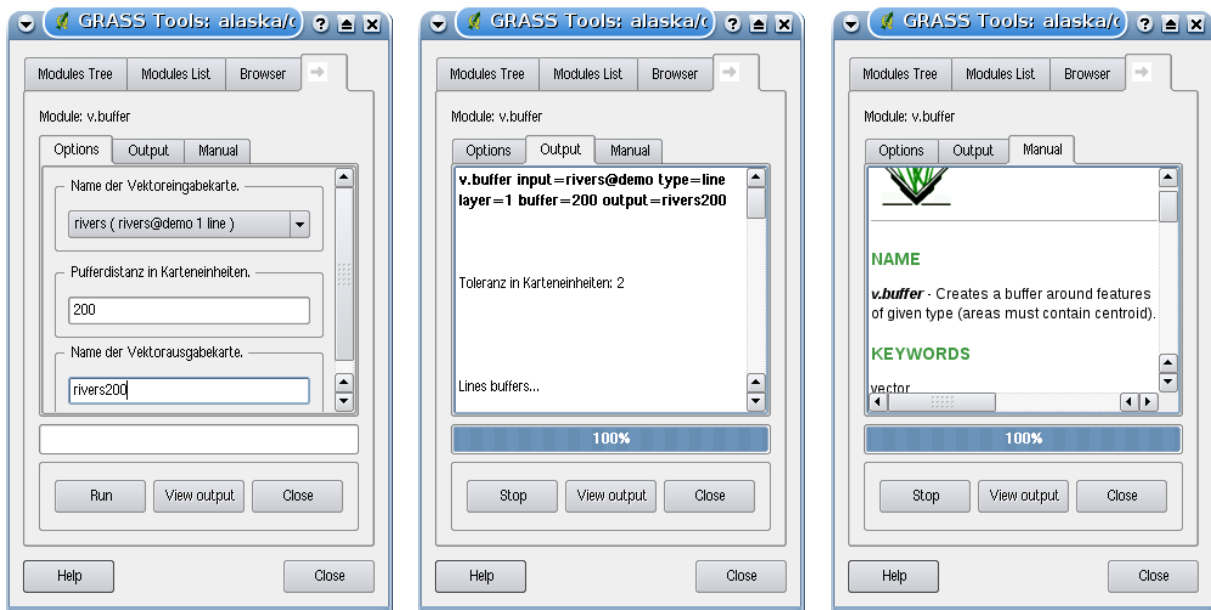 GRASS Tools: alaska/d
Modules Tree
Modules List
Browser
Module: v.buffer
Options
Output
Manual
Name der Vektoreingabekarte.
rivers ( rivers@demo 1 line )
Pufferdistanz in Karteneinheiten.
200
Name der Vektorausgabekarte.
rivers200
Run
View output
Close
Help
Close
GRASS Tools: alaska/d
Modules Tree
Modules List
Browser
Module: v.buffer
Options
Output
Manual
v.buffer input=rivers@demo type=line
layer=1 buffer=200 output=rivers200
Toleranz in Karteneinheiten: 2
Lines buffers...
100%
Stop
View output
Close
Help
Close
GRASS Tools: alaska/d
Modules Tree
Modules List
Browser
Module: v.buffer
Options
Output
Manual
NAME
v.buffer - Creates a buffer around features
of given type (areas must contain centroid).
KEYWORDS
vector
100%
Stop
View output
Close
Help
Close